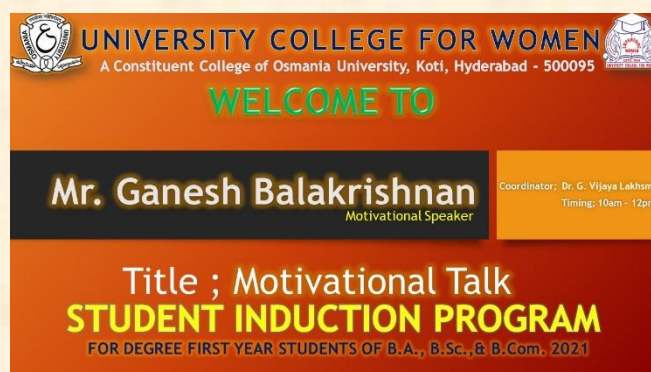 UNIVERSITY COLLEGE FOR WOMEN
A Constituent College of Osmania University, Koti, Hyderabad - 500095
WELCOME TO
Mr. Ganesh Balakrishnan
Motivational Speaker
Coordinator; Dr. G. Vijaya Lakhsm
Timing; 10am - 12pm
Title ; Motivational Talk
STUDENT INDUCTION PROGRAM
FOR DEGREE FIRST YEAR STUDENTS OF B.A., B.Sc.,& B.Com. 2021